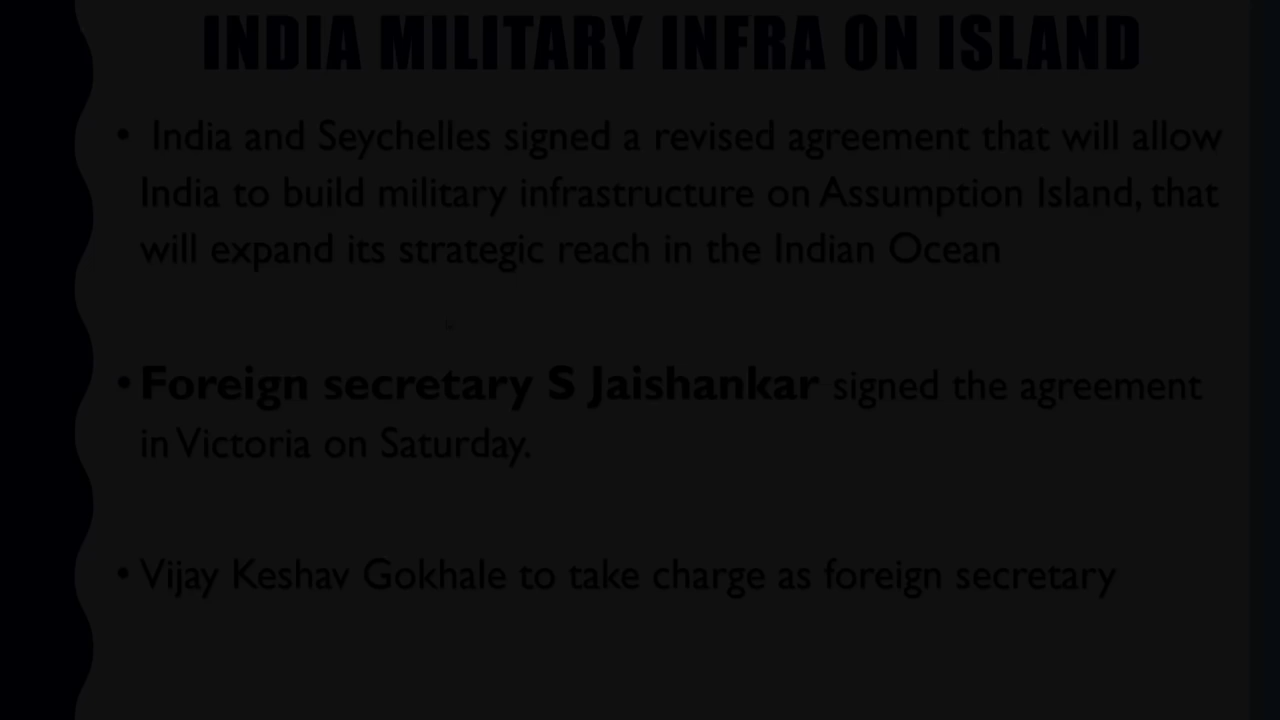 INDIA MILITARY INFRA ON ISLAND
• India and Seychelles signed a revised agreement that will allow
India to build military infrastructure on Assumption Island, that
will expand its strategic reach in the Indian Ocean
• Foreign secretary S Jaishankar signed the agreement
in Victoria on Saturday.
• Vijay Keshav Gokhale to take charge as foreign secretary